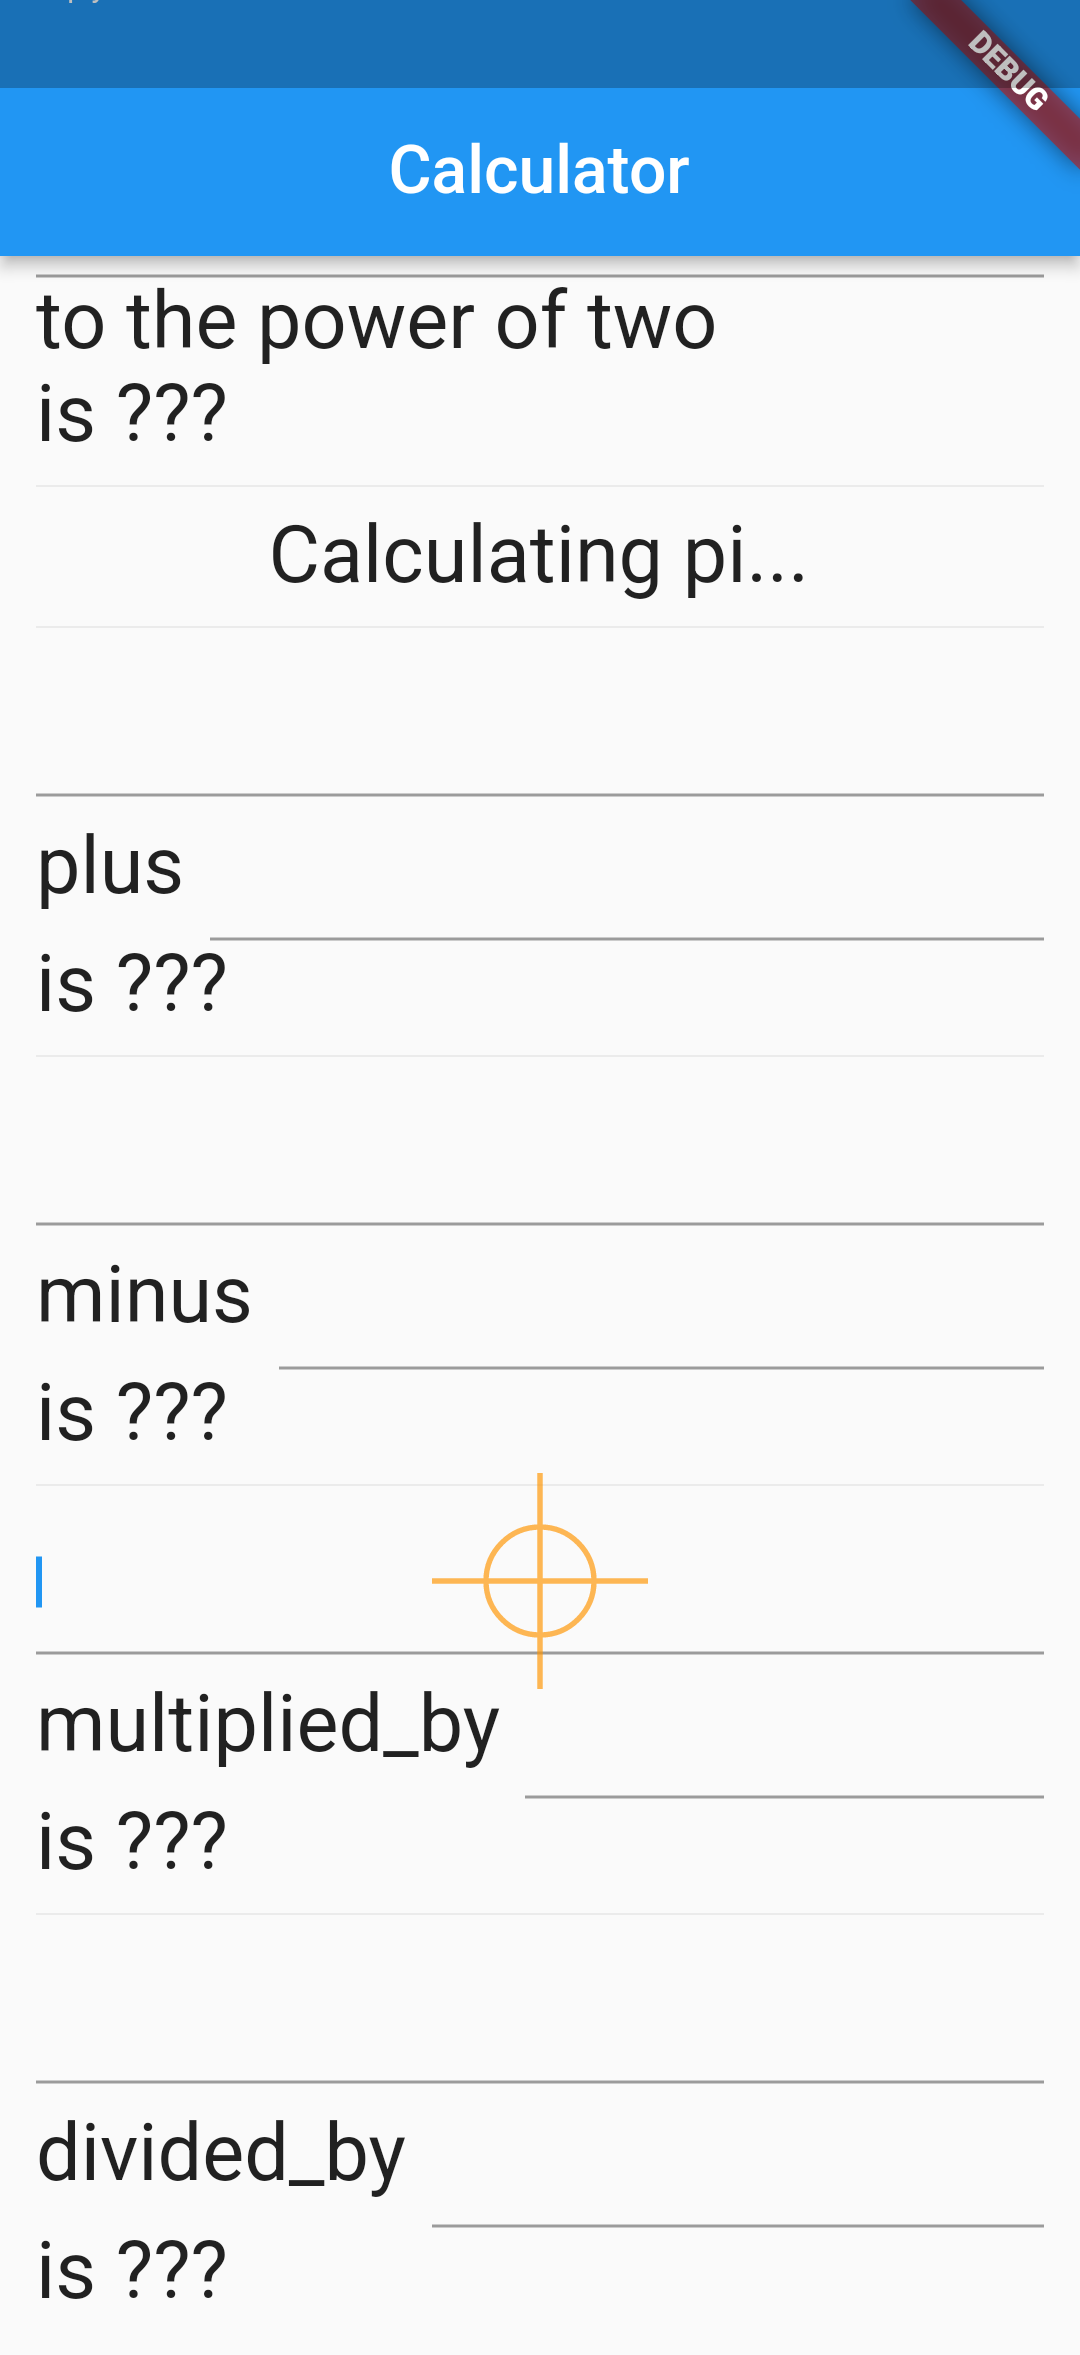 DEBUG
Calculator
to the power of two
is ???
Calculating pi...
plus
is ???
minus
is ???
multiplied_by
is ???
divided_by
is ???